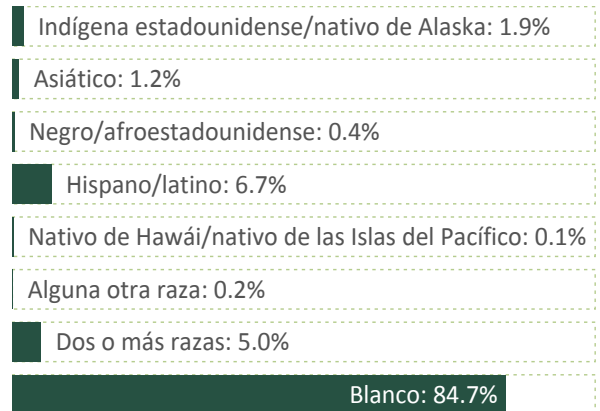 Indígena estadounidense/nativo de Alaska: 1.9%
Asiático: 1.2%
Negro/afroestadounidense: 0.4%
Hispano/latino: 6.7%
Nativo de Hawái/nativo de las Islas del Pacífico: 0.1%
Alguna otra raza: 0.2%
Dos o más razas: 5.0%
Blanco: 84.7%